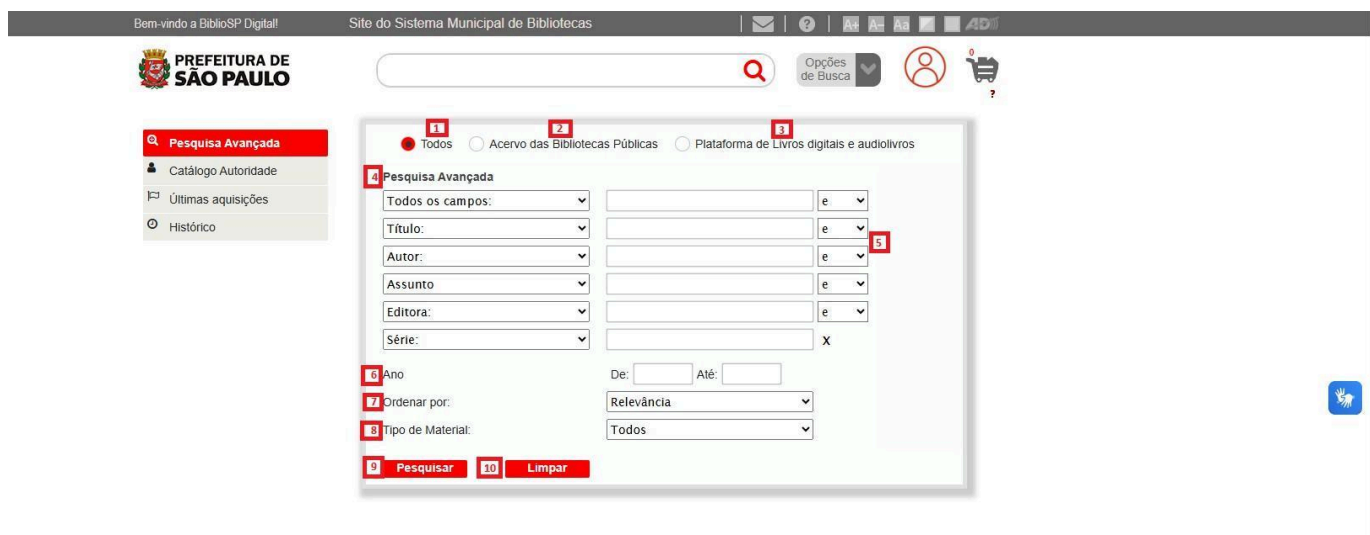 Bem-vindo a BiblioSP Digital! Site do Sistema Municipal de Bibliotecas | | ? | A+ A- Aa
PREFEITURA DE
SÃO PAULO
Opções
de Busca
0
?
Pesquisa Avançada
Catálogo Autoridade
Últimas aquisições
Histórico
1 2 3
Todos Acervo das Bibliotecas Públicas Plataforma de Livros digitais e audiolivros
4 Pesquisa Avançada
Todos os campos: e
Título: e
5
Autor: e
Assunto e
Editora: e
Série: X
6 Ano De: Até:
7 Ordenar por: Relevância
8 Tipo de Material: Todos
9 Pesquisar 10 Limpar